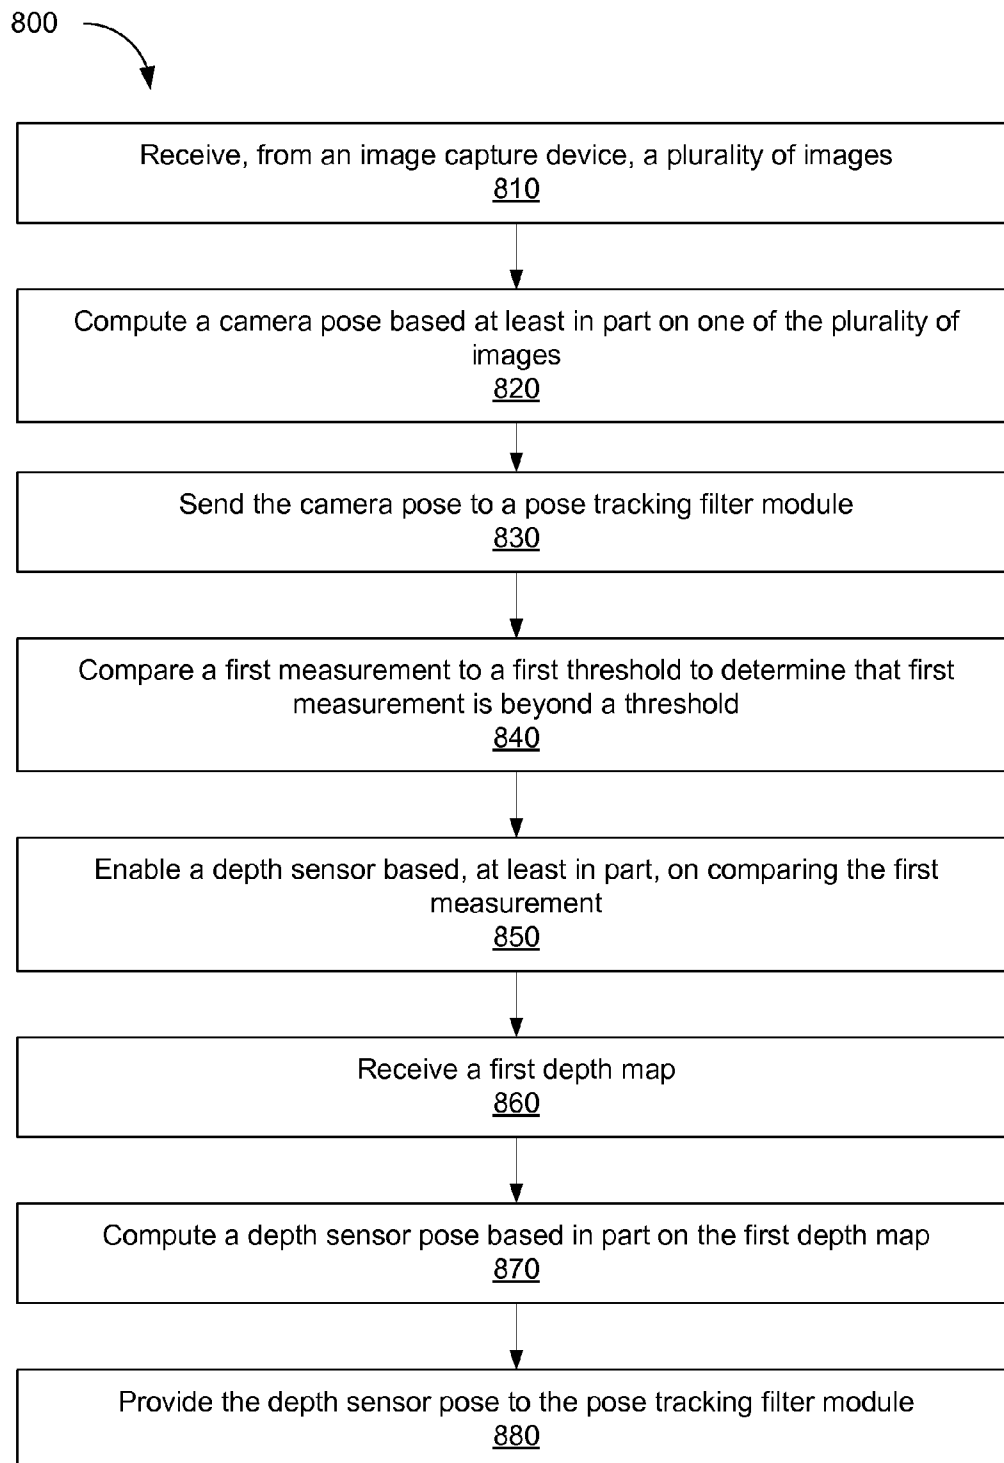 800
Receive, from an image capture device, a plurality of images
810
Compute a camera pose based at least in part on one of the plurality of
images
820
Send the camera pose to a pose tracking filter module
830
Compare a first measurement to a first threshold to determine that first
measurement is beyond a threshold
840
Enable a depth sensor based, at least in part, on comparing the first
measurement
850
Receive a first depth map
860
Compute a depth sensor pose based in part on the first depth map
870
Provide the depth sensor pose to the pose tracking filter module
880